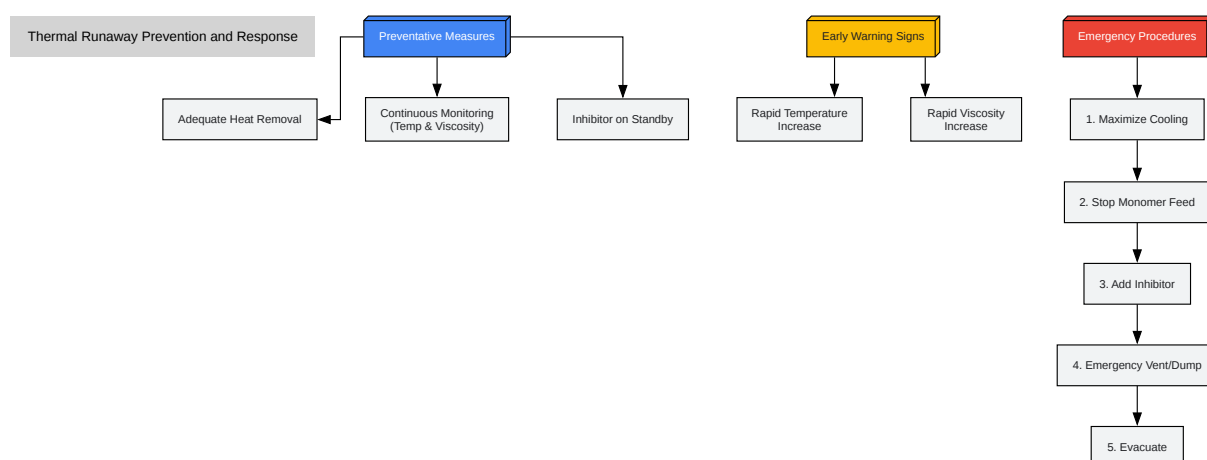 Thermal Runaway Prevention and Response
Preventative Measures
Early Warning Signs
Emergency Procedures
Adequate Heat Removal
Continuous Monitoring
(Temp & Viscosity)
Inhibitor on Standby
Rapid Temperature
Increase
Rapid Viscosity
Increase
1. Maximize Cooling
2. Stop Monomer Feed
3. Add Inhibitor
4. Emergency Vent/Dump
5. Evacuate